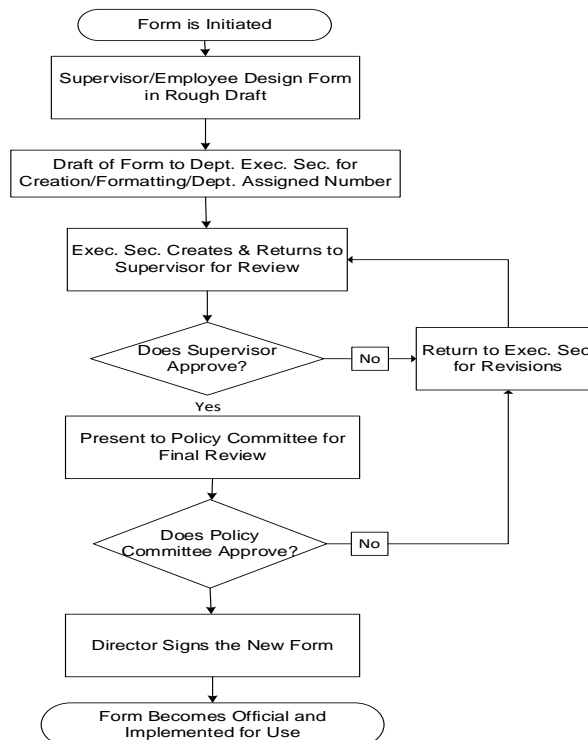 Form is Initiated
Supervisor/Employee Design Form
in Rough Draft
Draft of Form to Dept. Exec. Sec. for
Creation/Formatting/Dept. Assigned Number
Exec. Sec. Creates & Returns to
Supervisor for Review
Does Supervisor
Approve?
No
Return to Exec. Sec.
for Revisions
Yes
Present to Policy Committee for
Final Review
Does Policy
Committee Approve?
No
Director Signs the New Form
Form Becomes Official and
Implemented for Use